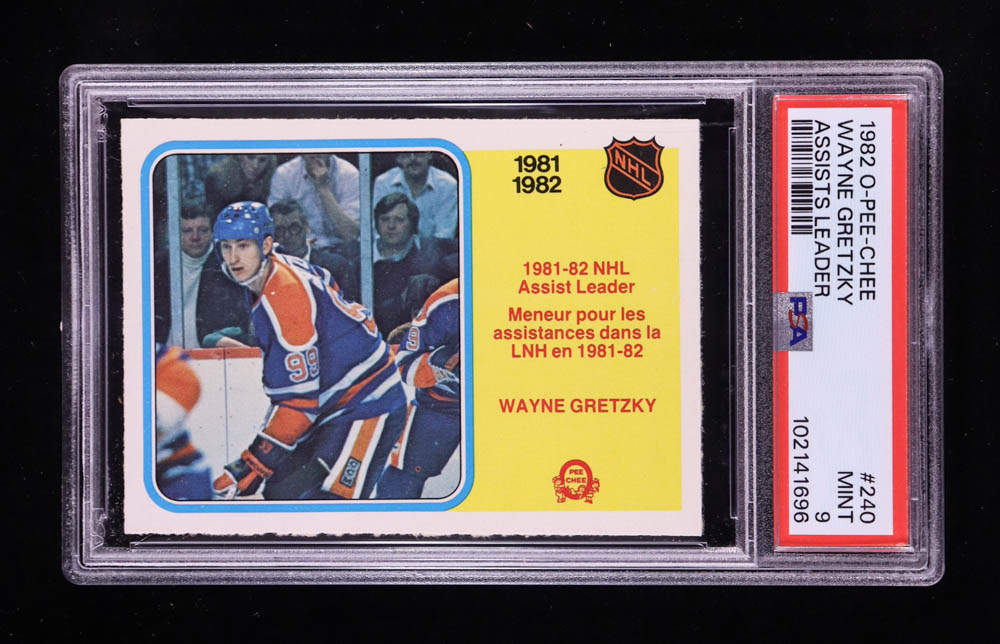 1981
1982
NHL
1981-82 NHL
Assist Leader
Meneur pour les
assistances dans la
LNH en 1981-82
WAYNE GRETZKY
PEE
CHEE
99
9
1982 O-PEE-CHEE
WAYNE GRETZKY
ASSISTS LEADER
PSA
#240
MINT
9
102141696